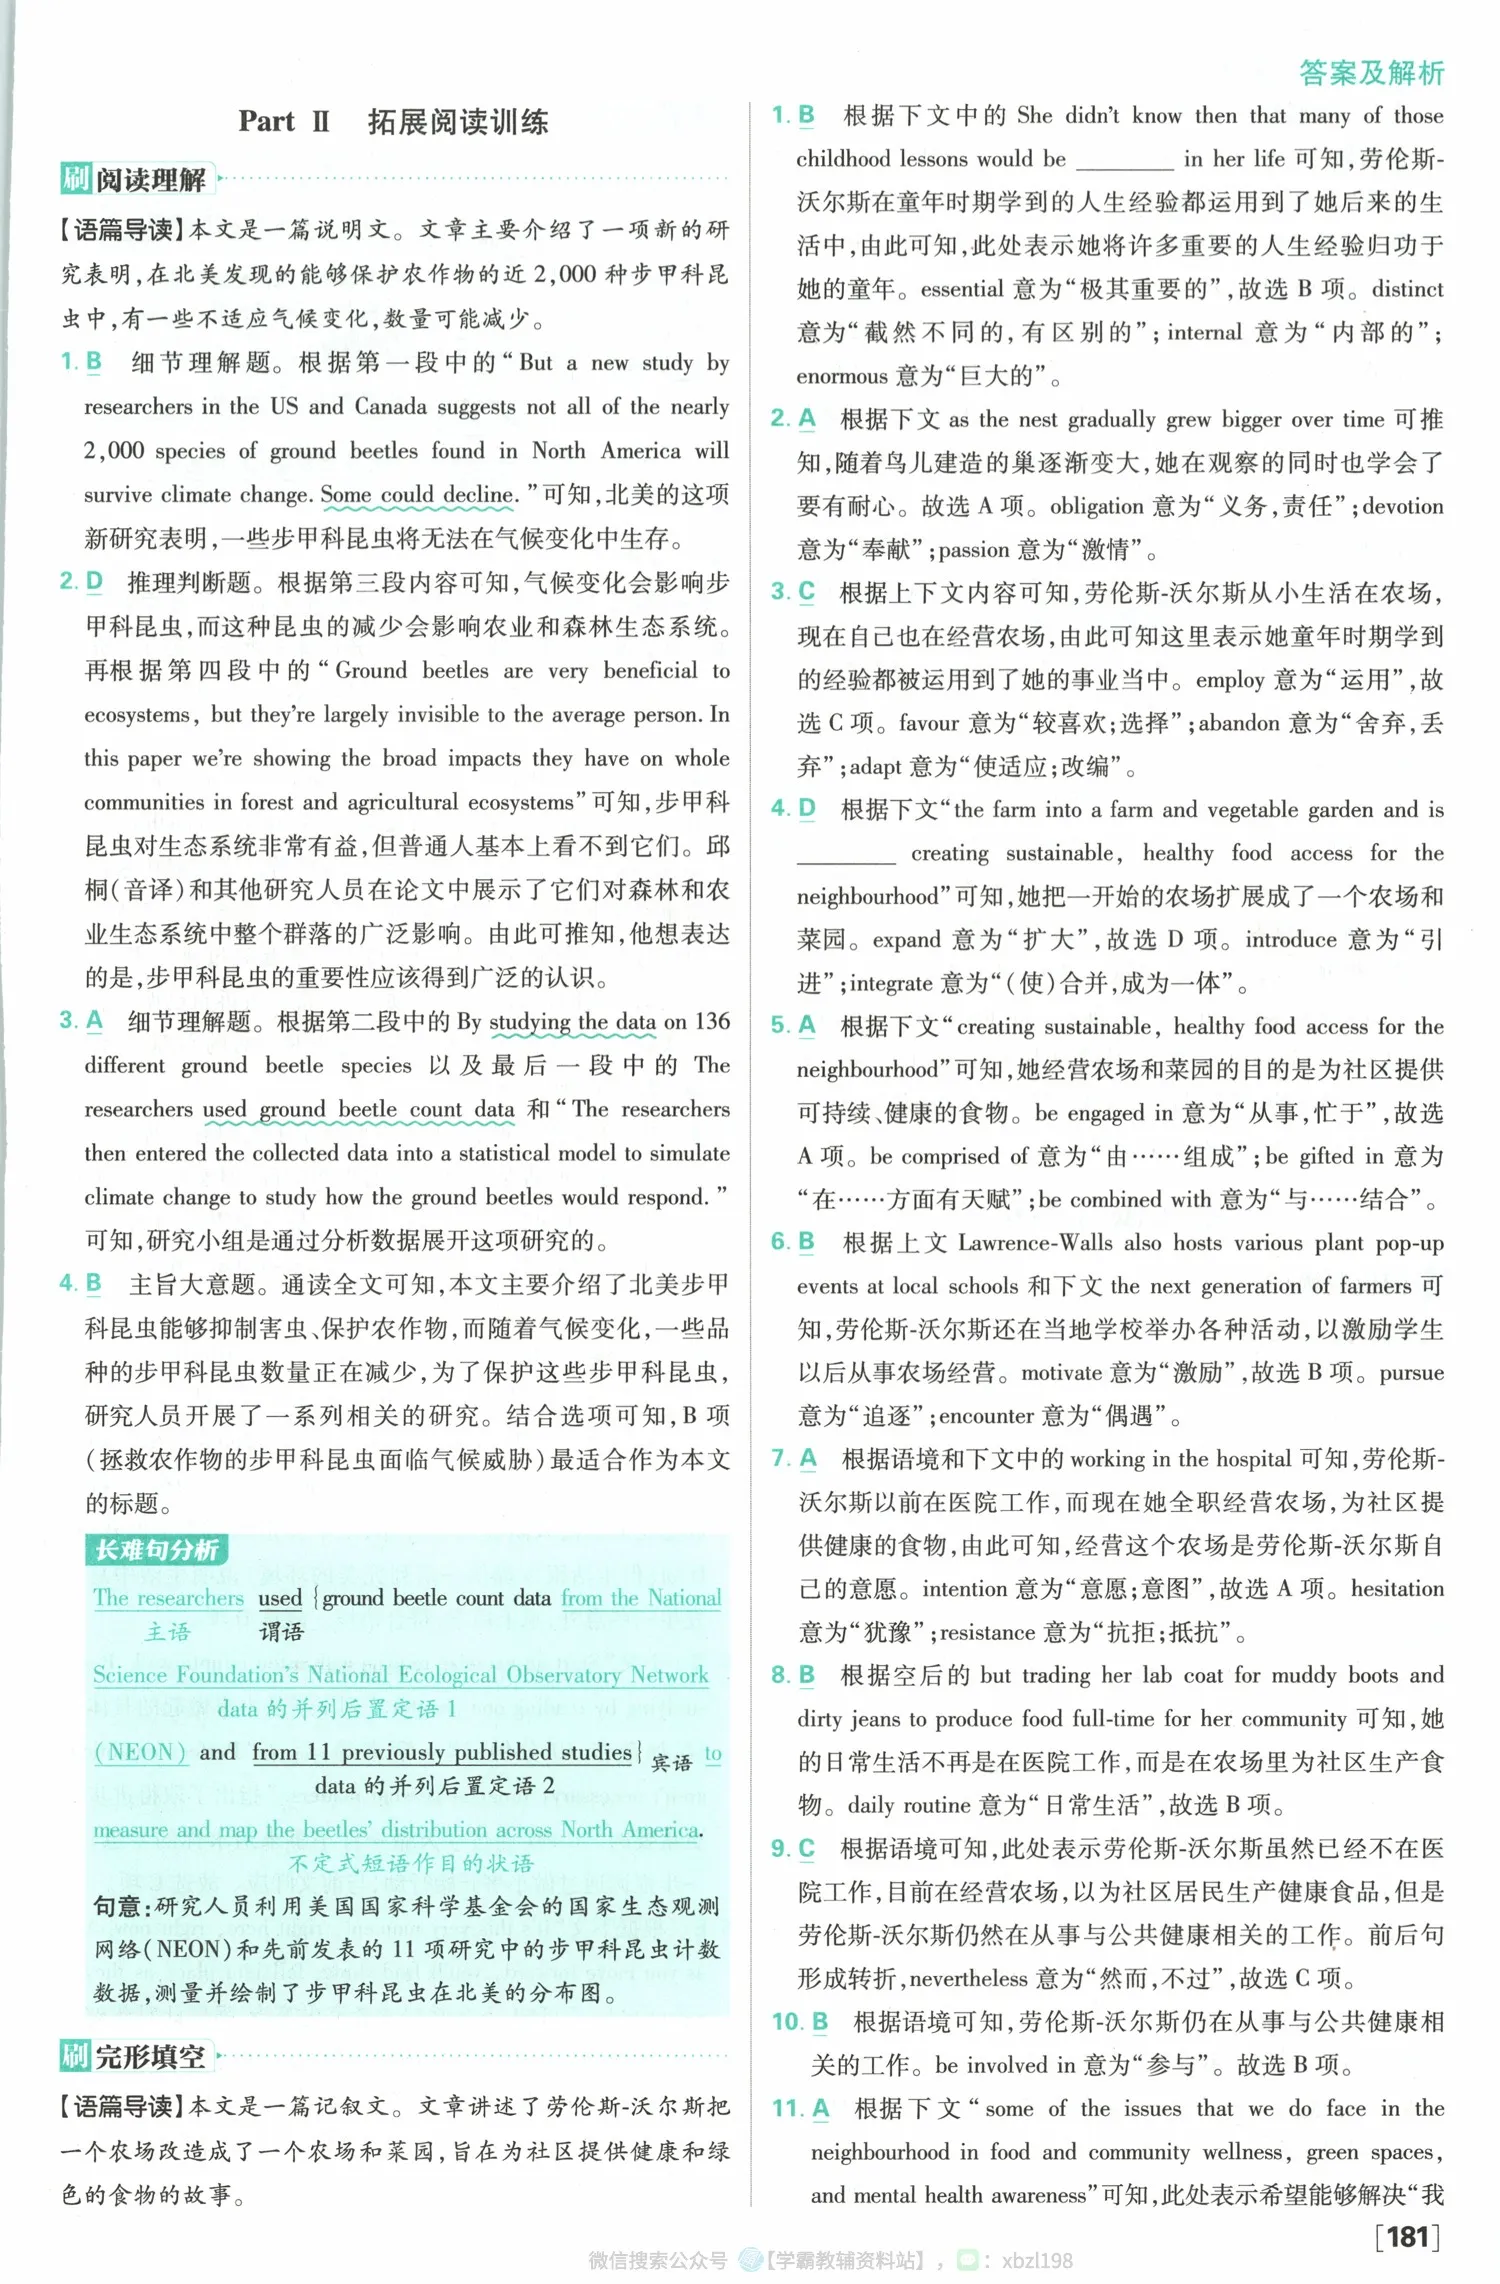 答案及解析
Part Ⅱ 拓展阅读训练
刷 阅读理解
【语篇导读】本文是一篇说明文。文章主要介绍了一项新的研
究表明,在北美发现的能够保护农作物的近 2,000 种步甲科昆
虫中,有一些不适应气候变化,数量可能减少。
1. B 细节理解题。根据第一段中的“But a new study by
researchers in the US and Canada suggests not all of the nearly
2,000 species of ground beetles found in North America will
survive climate change. Some could decline.”可知,北美的这项
新研究表明,一些步甲科昆虫将无法在气候变化中生存。
2. D 推理判断题。根据第三段内容可知,气候变化会影响步
甲科昆虫,而这种昆虫的减少会影响农业和森林生态系统。
再根据第四段中的“Ground beetles are very beneficial to
ecosystems, but they’re largely invisible to the average person. In
this paper we’re showing the broad impacts they have on whole
communities in forest and agricultural ecosystems”可知,步甲科
昆虫对生态系统非常有益,但普通人基本上看不到它们。邱
桐(音译)和其他研究人员在论文中展示了它们对森林和农
业生态系统中整个群落的广泛影响。由此可推知,他想表达
的是,步甲科昆虫的重要性应该得到广泛的认识。
3. A 细节理解题。根据第二段中的 By studying the data on 136
different ground beetle species 以及最后一段中的 The
researchers used ground beetle count data 和“The researchers
then entered the collected data into a statistical model to simulate
climate change to study how the ground beetles would respond.”
可知,研究小组是通过分析数据展开这项研究的。
4. B 主旨大意题。通读全文可知,本文主要介绍了北美步甲
科昆虫能够抑制害虫、保护农作物,而随着气候变化,一些品
种的步甲科昆虫数量正在减少,为了保护这些步甲科昆虫,
研究人员开展了一系列相关的研究。结合选项可知,B 项
(拯救农作物的步甲科昆虫面临气候威胁)最适合作为本文
的标题。
长难句分析
The researchers used {ground beetle count data from the National
主语 谓语
Science Foundation’s National Ecological Observatory Network
data 的并列后置定语 1
(NEON) and from 11 previously published studies} 宾语 to
data 的并列后置定语 2
measure and map the beetles’ distribution across North America.
不定式短语作目的状语
句意:研究人员利用美国国家科学基金会的国家生态观测
网络(NEON)和先前发表的 11 项研究中的步甲科昆虫计数
数据,测量并绘制了步甲科昆虫在北美的分布图。
刷 完形填空
【语篇导读】本文是一篇记叙文。文章讲述了劳伦斯-沃尔斯把
一个农场改造成了一个农场和菜园,旨在为社区提供健康和绿
色的食物的故事。
1. B 根据下文中的 She didn’t know then that many of those
childhood lessons would be ________ in her life 可知,劳伦斯-
沃尔斯在童年时期学到的人生经验都运用到了她后来的生
活中,由此可知,此处表示她将许多重要的人生经验归功于
她的童年。essential 意为“极其重要的”,故选 B 项。distinct
意为“截然不同的,有区别的”;internal 意为“内部的”;
enormous 意为“巨大的”。
2. A 根据下文 as the nest gradually grew bigger over time 可推
知,随着鸟儿建造的巢逐渐变大,她在观察的同时也学会了
要有耐心。故选 A 项。obligation 意为“义务,责任”;devotion
意为“奉献”;passion 意为“激情”。
3. C 根据上下文内容可知,劳伦斯-沃尔斯从小生活在农场,
现在自己也在经营农场,由此可知这里表示她童年时期学到
的经验都被运用到了她的事业当中。employ 意为“运用”,故
选 C 项。favour 意为“较喜欢;选择”;abandon 意为“舍弃,丢
弃”;adapt 意为“使适应;改编”。
4. D 根据下文“the farm into a farm and vegetable garden and is
________ creating sustainable, healthy food access for the
neighbourhood”可知,她把一开始的农场扩展成了一个农场和
菜园。expand 意为“扩大”,故选 D 项。introduce 意为“引
进”;integrate 意为“(使)合并,成为一体”。
5. A 根据下文“creating sustainable, healthy food access for the
neighbourhood”可知,她经营农场和菜园的目的是为社区提供
可持续、健康的食物。be engaged in 意为“从事,忙于”,故选
A 项。be comprised of 意为“由……组成”;be gifted in 意为
“在……方面有天赋”;be combined with 意为“与……结合”。
6. B 根据上文 Lawrence-Walls also hosts various plant pop-up
events at local schools 和下文 the next generation of farmers 可
知,劳伦斯-沃尔斯还在当地学校举办各种活动,以激励学生
以后从事农场经营。motivate 意为“激励”,故选 B 项。pursue
意为“追逐”;encounter 意为“偶遇”。
7. A 根据语境和下文中的 working in the hospital 可知,劳伦斯-
沃尔斯以前在医院工作,而现在她全职经营农场,为社区提
供健康的食物,由此可知,经营这个农场是劳伦斯-沃尔斯自
己的意愿。intention 意为“意愿;意图”,故选 A 项。hesitation
意为“犹豫”;resistance 意为“抗拒;抵抗”。
8. B 根据空后的 but trading her lab coat for muddy boots and
dirty jeans to produce food full-time for her community 可知,她
的日常生活不再是在医院工作,而是在农场里为社区生产食
物。daily routine 意为“日常生活”,故选 B 项。
9. C 根据语境可知,此处表示劳伦斯-沃尔斯虽然已经不在医
院工作,目前在经营农场,以为社区居民生产健康食品,但是
劳伦斯-沃尔斯仍然在从事与公共健康相关的工作。前后句
形成转折,nevertheless 意为“然而,不过”,故选 C 项。
10. B 根据语境可知,劳伦斯-沃尔斯仍在从事与公共健康相
关的工作。be involved in 意为“参与”。故选 B 项。
11. A 根据下文“some of the issues that we do face in the
neighbourhood in food and community wellness, green spaces,
and mental health awareness”可知,此处表示希望能够解决“我
[181]
微信搜索公众号【学霸教辅资料站】,:xbzl198